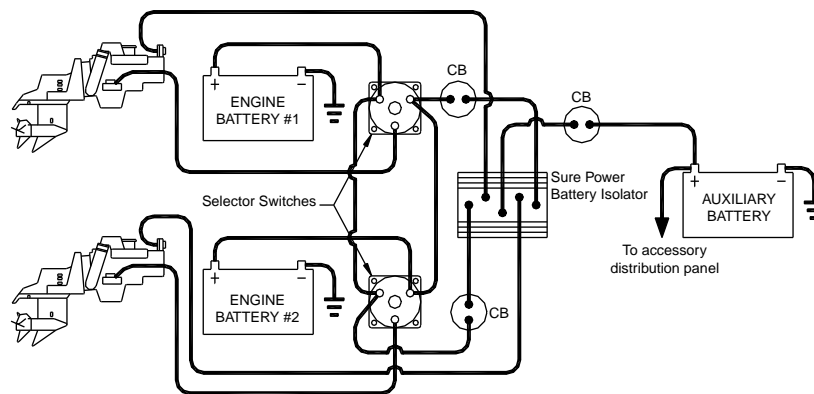 CB
CB
+ −
ENGINE
BATTERY #1
Sure Power
Battery Isolator
+ −
AUXILIARY
BATTERY
Selector Switches
To accessory
distribution panel
+ −
ENGINE
BATTERY #2
CB